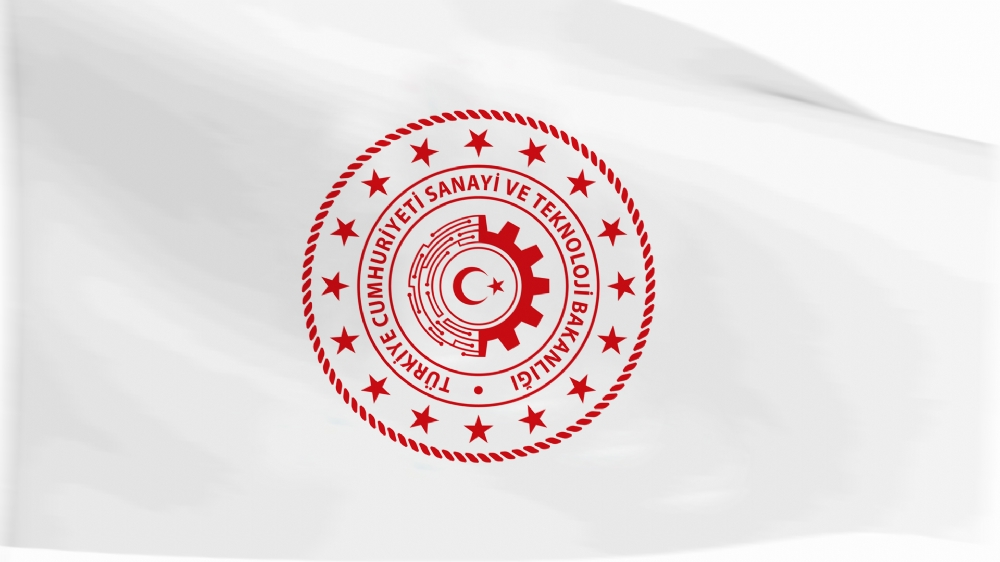 TÜRKİYE CUMHURİYETİ SANAYİ VE TEKNOLOJİ BAKANLIĞI